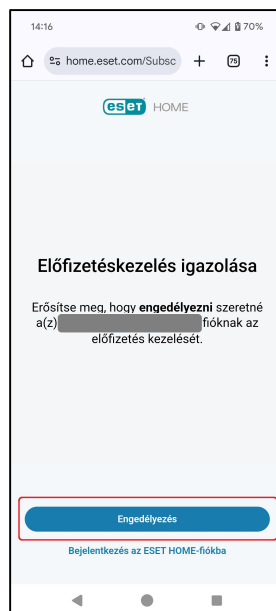 14:16
70%
home.eset.com/Subsc
75
eset HOME
Előfizetéskezelés igazolása
Erősítse meg, hogy engedélyezni szeretné
a(z) fióknak az
előfizetés kezelését.
Engedélyezés
Bejelentkezés az ESET HOME-fiókba